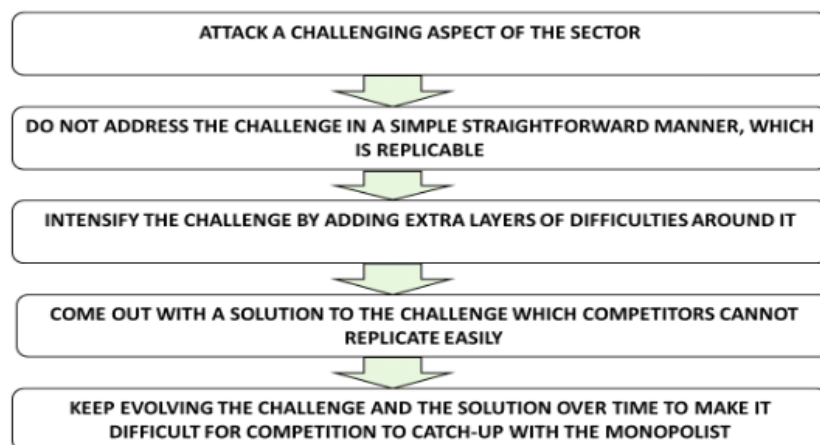 ATTACK A CHALLENGING ASPECT OF THE SECTOR
DO NOT ADDRESS THE CHALLENGE IN A SIMPLE STRAIGHTFORWARD MANNER, WHICH
IS REPLICABLE
INTENSIFY THE CHALLENGE BY ADDING EXTRA LAYERS OF DIFFICULTIES AROUND IT
COME OUT WITH A SOLUTION TO THE CHALLENGE WHICH COMPETITORS CANNOT
REPLICATE EASILY
KEEP EVOLVING THE CHALLENGE AND THE SOLUTION OVER TIME TO MAKE IT
DIFFICULT FOR COMPETITION TO CATCH-UP WITH THE MONOPOLIST